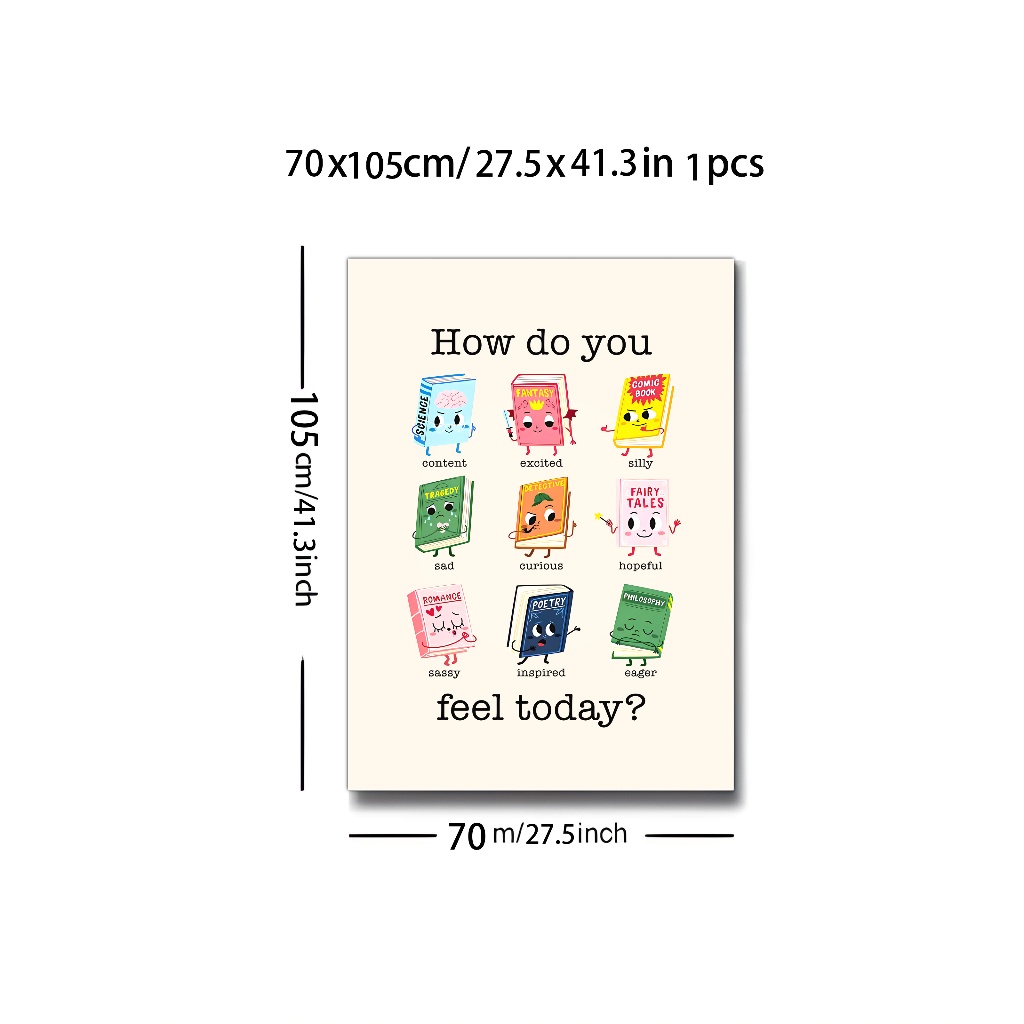 70x105cm/ 27.5x41.3in 1pcs
105cm/41.3inch
How do you
SCIENCE
FANTASY
COMIC
BOOK
content excited silly
TRAGEDY
DETECTIVE
FAIRY
TALES
sad curious hopeful
ROMANCE
POETRY
PHILOSOPHY
sassy inspired eager
feel today?
70 m/27.5inch